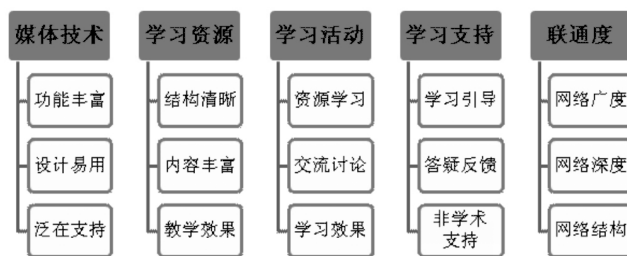 媒体技术
功能丰富
设计易用
泛在支持
学习资源
结构清晰
内容丰富
教学效果
学习活动
资源学习
交流讨论
学习效果
学习支持
学习引导
答疑反馈
非学术
支持
联通度
网络广度
网络深度
网络结构